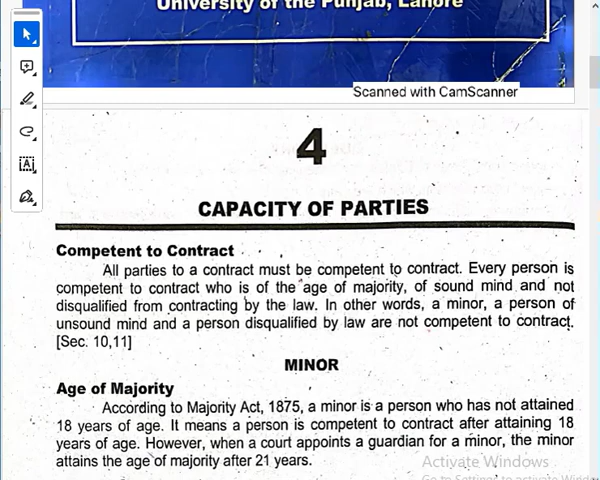 University of the Punjab, Lahore
Scanned with CamScanner
4
CAPACITY OF PARTIES
Competent to Contract
All parties to a contract must be competent to contract. Every person is
competent to contract who is of the age of majority, of sound mind and not
disqualified from contracting by the law. In other words, a minor, a person of
unsound mind and a person disqualified by law are not competent to contract.
[Sec. 10,11]
MINOR
Age of Majority
According to Majority Act, 1875, a minor is a person who has not attained
18 years of age. It means a person is competent to contract after attaining 18
years of age. However, when a court appoints a guardian for a minor, the minor
attains the age of majority after 21 years.
Activate Windows
Go to Settings to activate Windows